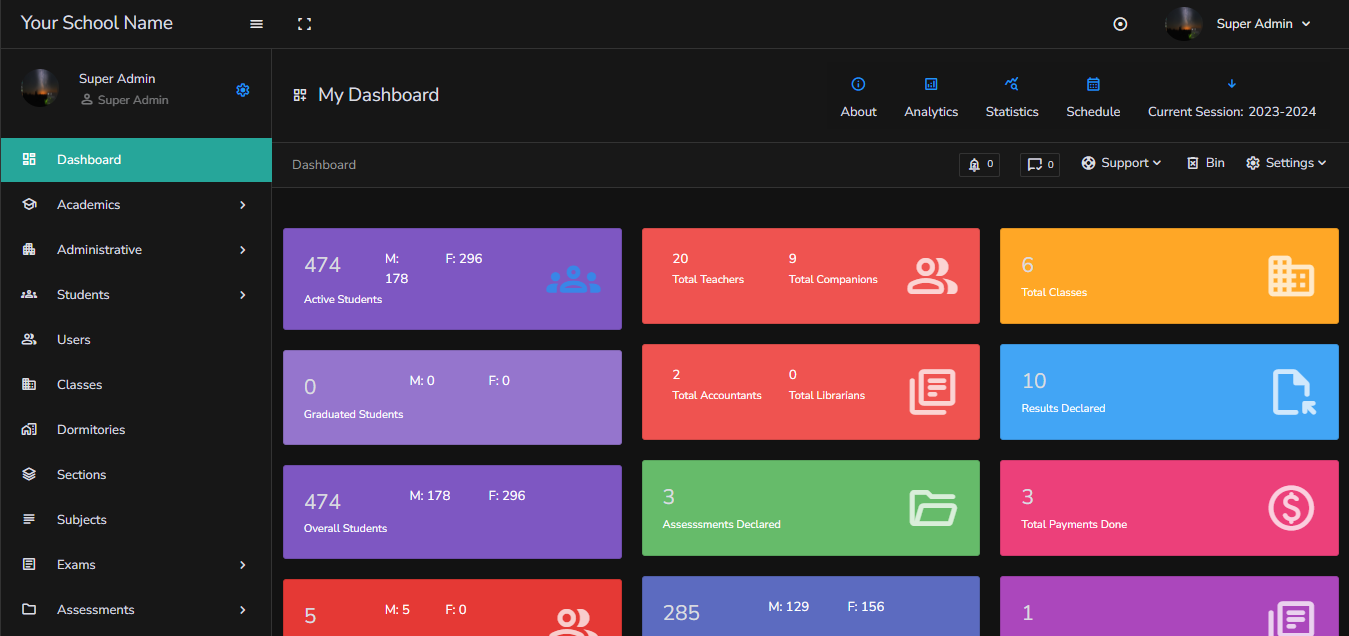 Your School Name
Super Admin
Super Admin
Super Admin
My Dashboard
About
Analytics
Statistics
Schedule
Current Session: 2023-2024
Dashboard
0
0
Support
Bin
Settings
Dashboard
Academics
Administrative
Students
Users
Classes
Dormitories
Sections
Subjects
Exams
Assessments
474
M:
178
F: 296
Active Students
0
M: 0
F: 0
Graduated Students
474
M: 178
F: 296
Overall Students
5
M: 5
F: 0
20
Total Teachers
9
Total Companions
2
Total Accountants
0
Total Librarians
3
Assesssments Declared
285
M: 129
F: 156
6
Total Classes
10
Results Declared
3
Total Payments Done
1